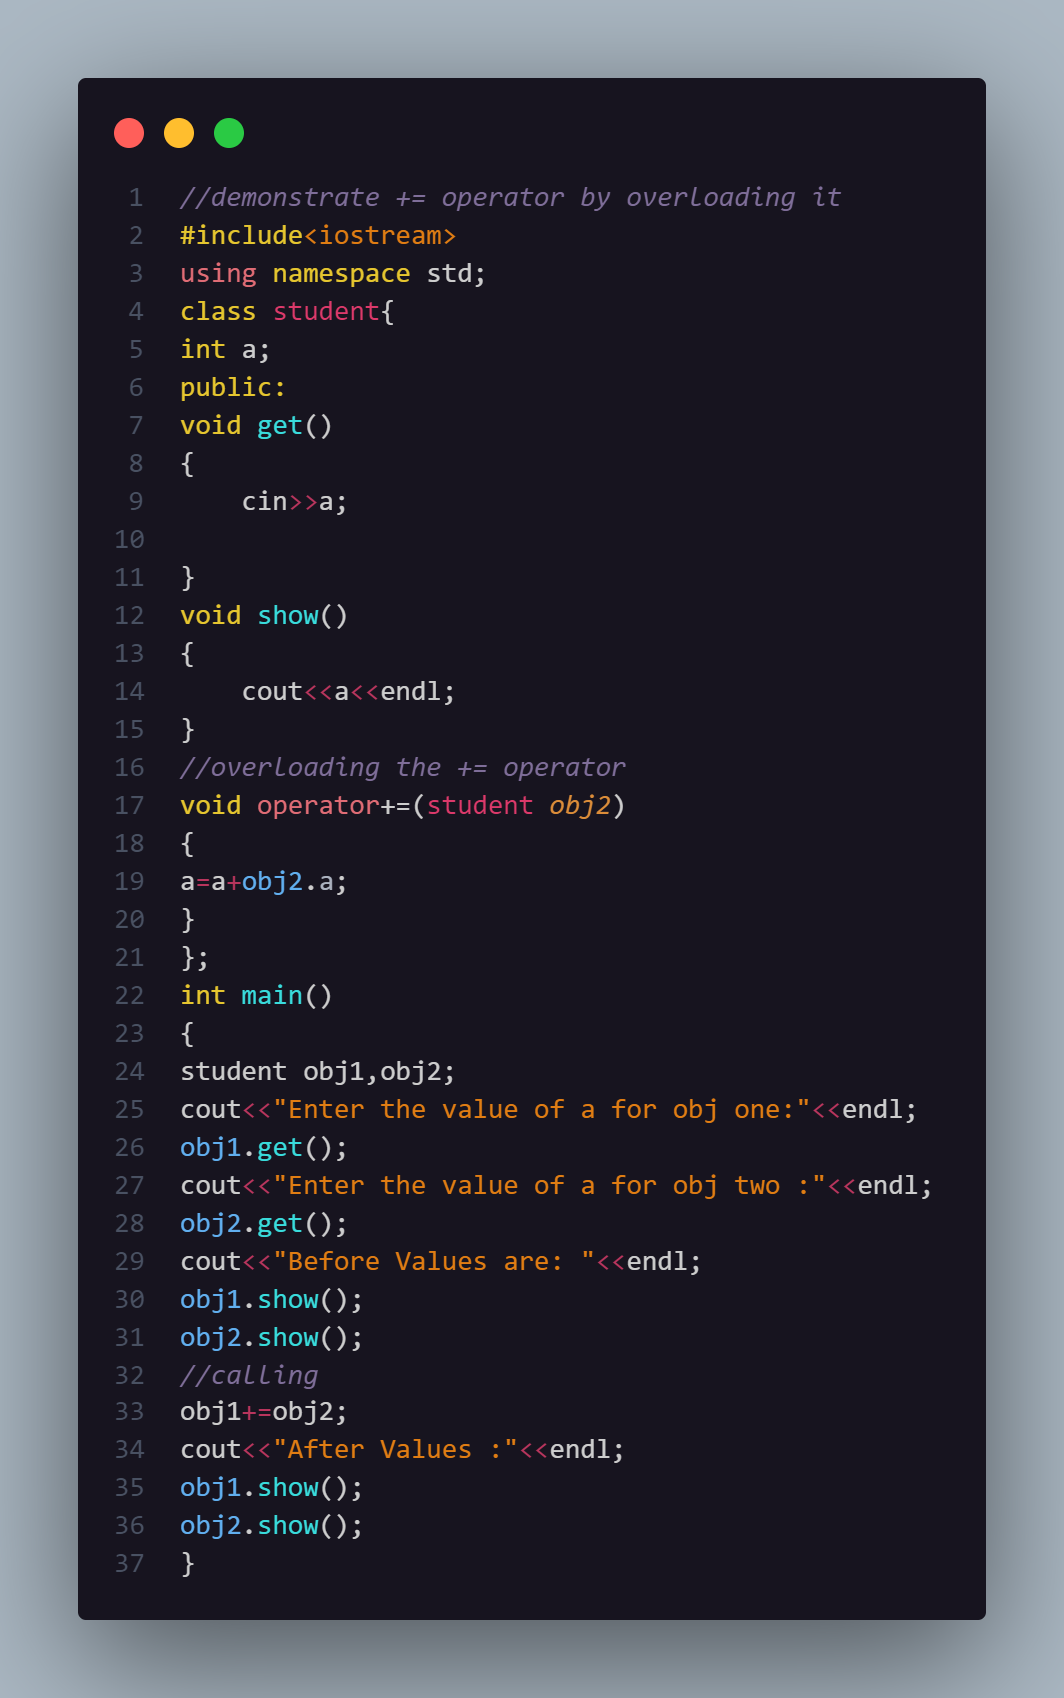 1 //demonstrate += operator by overloading it
2 #include<iostream>
3 using namespace std;
4 class student{
5 int a;
6 public:
7 void get()
8 {
9     cin>>a;
10
11 }
12 void show()
13 {
14     cout<<a<<endl;
15 }
16 //overloading the += operator
17 void operator+=(student obj2)
18 {
19 a=a+obj2.a;
20 }
21 };
22 int main()
23 {
24 student obj1,obj2;
25 cout<<"Enter the value of a for obj one:"<<endl;
26 obj1.get();
27 cout<<"Enter the value of a for obj two :"<<endl;
28 obj2.get();
29 cout<<"Before Values are: "<<endl;
30 obj1.show();
31 obj2.show();
32 //calling
33 obj1+=obj2;
34 cout<<"After Values :"<<endl;
35 obj1.show();
36 obj2.show();
37 }